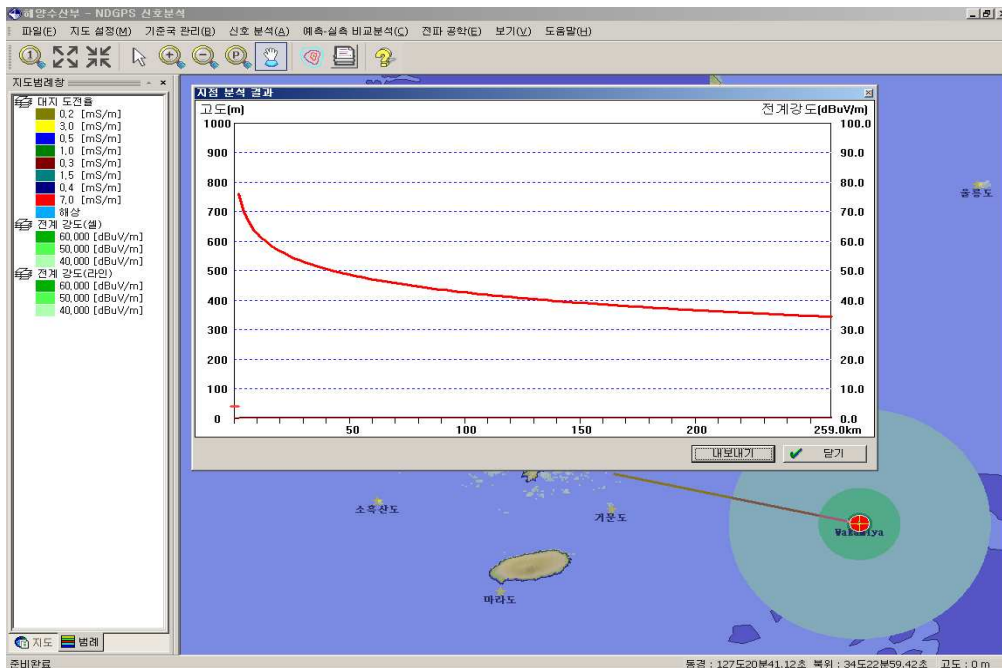 해양수산부 - NDGPS 신호분석
파일(F) 지도 설정(M) 기준국 관리(B) 신호 분석(A) 예측-실측 비교분석(C) 전파 공학(E) 보기(V) 도움말(H)
지도범례창
대지 도전율
0,2 [mS/m]
3,0 [mS/m]
0,5 [mS/m]
1,0 [mS/m]
0,3 [mS/m]
1,5 [mS/m]
0,4 [mS/m]
7,0 [mS/m]
해상
전계 강도(셀)
60,000 [dBuV/m]
50,000 [dBuV/m]
40,000 [dBuV/m]
전계 강도(라인)
60,000 [dBuV/m]
50,000 [dBuV/m]
40,000 [dBuV/m]
지점 분석 결과
고도(m) 전계강도(dBuV/m)
1000 100.0
900 90.0
800 80.0
700 70.0
600 60.0
500 50.0
400 40.0
300 30.0
200 20.0
100 10.0
0 0.0
50 100 150 200 259.0km
내보내기 닫기
울릉도
소흑산도
거문도
Wakamiya
마라도
지도 범례
준비완료 동경 : 127도20분41.12초 북위 : 34도22분59.42초 고도 : 0 m